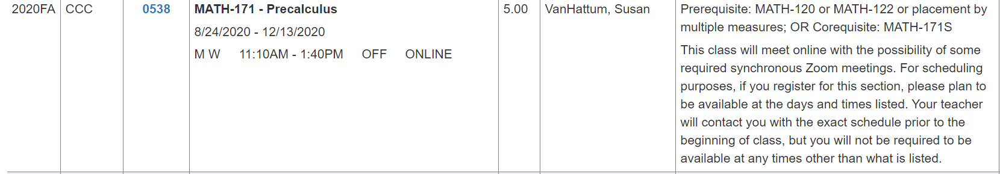 2020FA CCC 0538 MATH-171 - Precalculus 5.00 VanHattum, Susan Prerequisite: MATH-120 or MATH-122 or placement by
8/24/2020 - 12/13/2020 multiple measures; OR Corequisite: MATH-171S
M W 11:10AM - 1:40PM OFF ONLINE This class will meet online with the possibility of some
required synchronous Zoom meetings. For scheduling
purposes, if you register for this section, please plan to
be available at the days and times listed. Your teacher
will contact you with the exact schedule prior to the
beginning of class, but you will not be required to be
available at any times other than what is listed.